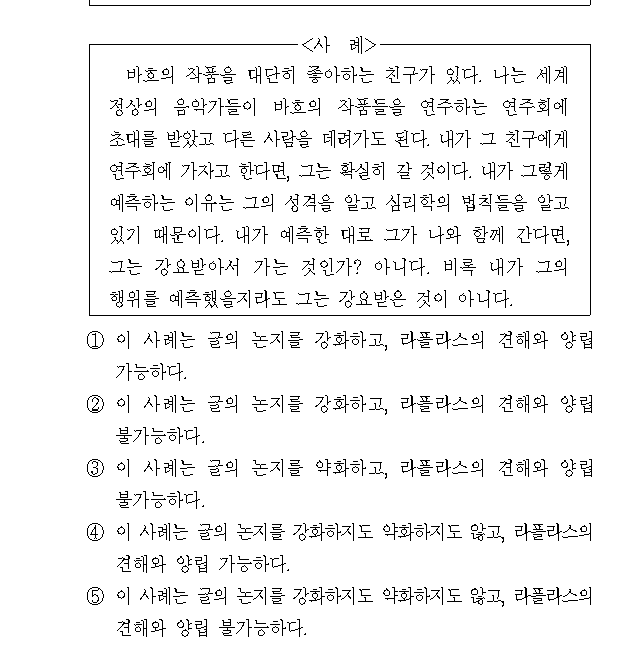 <사 례>
바흐의 작품을 대단히 좋아하는 친구가 있다. 나는 세계
정상의 음악가들이 바흐의 작품들을 연주하는 연주회에
초대를 받았고 다른 사람을 데려가도 된다. 내가 그 친구에게
연주회에 가자고 한다면, 그는 확실히 갈 것이다. 내가 그렇게
예측하는 이유는 그의 성격을 알고 심리학의 법칙들을 알고
있기 때문이다. 내가 예측한 대로 그가 나와 함께 간다면,
그는 강요받아서 가는 것인가? 아니다. 비록 내가 그의
행위를 예측했을지라도 그는 강요받은 것이 아니다.
① 이 사례는 글의 논지를 강화하고, 라플라스의 견해와 양립
가능하다.
② 이 사례는 글의 논지를 강화하고, 라플라스의 견해와 양립
불가능하다.
③ 이 사례는 글의 논지를 약화하고, 라플라스의 견해와 양립
불가능하다.
④ 이 사례는 글의 논지를 강화하지도 약화하지도 않고, 라플라스의
견해와 양립 가능하다.
⑤ 이 사례는 글의 논지를 강화하지도 약화하지도 않고, 라플라스의
견해와 양립 불가능하다.